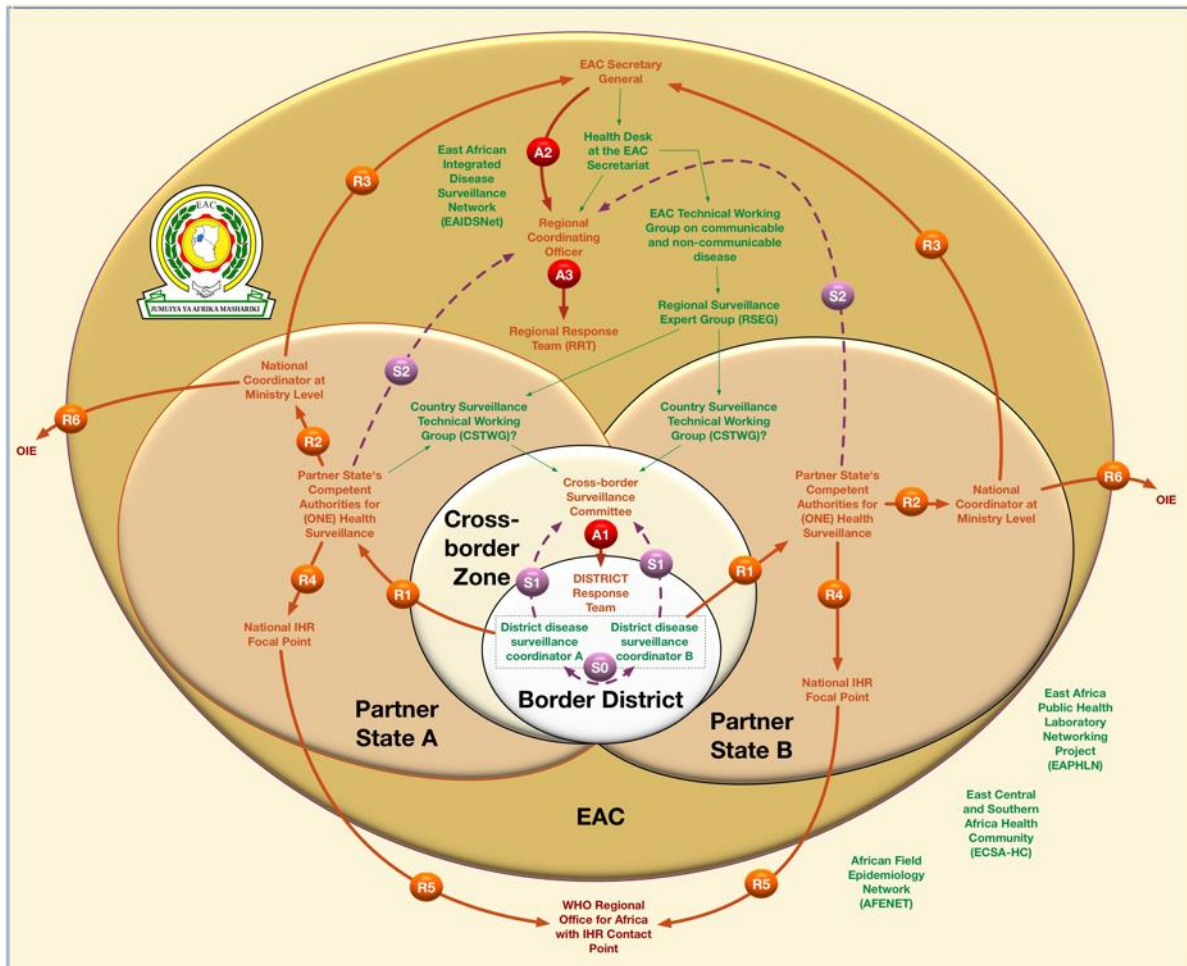 EAC Secretary
General
A2
Health Desk
at the EAC
Secretariat
East African
Integrated
Disease
Surveillance
Network
(EAIDSNet)
R3
EAC
JUMUIYA YA AFRIKA MASHARIKI
Regional
Coordinating
Officer
EAC Technical Working
Group on communicable
and non-communicable
disease
R3
A3
S2
Regional Surveillance
Expert Group (RSEG)
Regional Response
Team (RRT)
National
Coordinator at
Ministry Level
S2
R6
OIE
R2
Country Surveillance
Technical Working
Group (CSTWG)?
Country Surveillance
Technical Working
Group (CSTWG)?
Partner State's
Competent
Authorities for
(ONE) Health
Surveillance
Cross-border
Surveillance
Committee
Partner State's
Competent
Authorities for
(ONE) Health
Surveillance
R2
National
Coordinator at
Ministry Level
R6
OIE
Cross-
border
Zone
A1
S1
S1
R4
R1
R1
R4
DISTRICT
Response
Team
National IHR
Focal Point
District disease
surveillance
coordinator A
District disease
surveillance
coordinator B
S0
Border District
National IHR
Focal Point
Partner
State A
Partner
State B
East Africa
Public Health
Laboratory
Networking
Project
(EAPHLN)
EAC
East Central
and Southern
Africa Health
Community
(ECSA-HC)
African Field
Epidemiology
Network
(AFENET)
R5
R5
WHO Regional
Office for Africa
with IHR Contact
Point